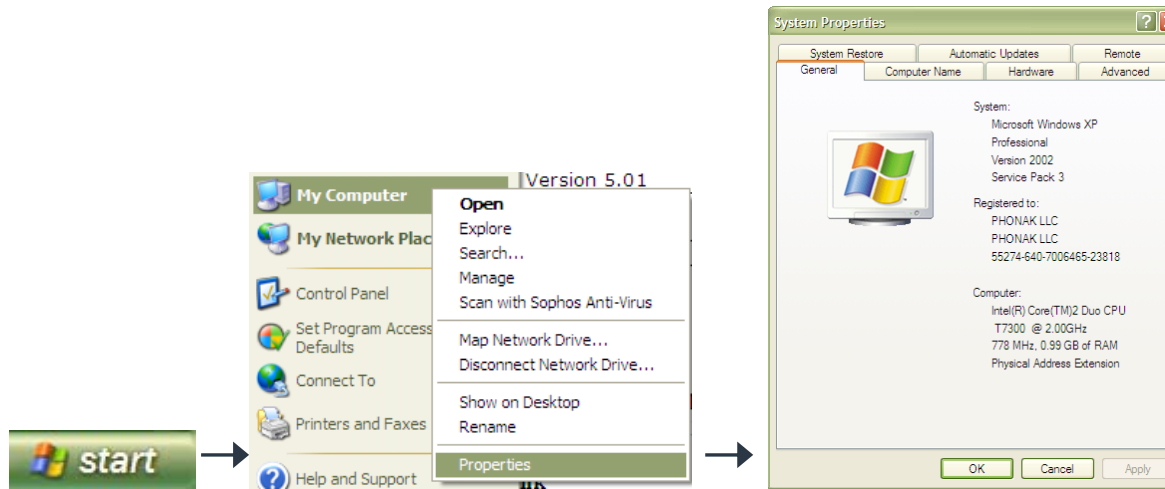 start
My Computer
My Network Plac
Control Panel
Set Program Access
Defaults
Connect To
Printers and Faxes
Help and Support
Version 5.01
Open
Explore
Search...
Manage
Scan with Sophos Anti-Virus
Map Network Drive...
Disconnect Network Drive...
Show on Desktop
Rename
Properties
System Properties
System Restore
Automatic Updates
Remote
General
Computer Name
Hardware
Advanced
System:
Microsoft Windows XP
Professional
Version 2002
Service Pack 3
Registered to:
PHONAK LLC
PHONAK LLC
55274-640-7006465-23818
Computer:
Intel(R) Core(TM)2 Duo CPU
T7300 @ 2.00GHz
778 MHz, 0.99 GB of RAM
Physical Address Extension
OK
Cancel
Apply